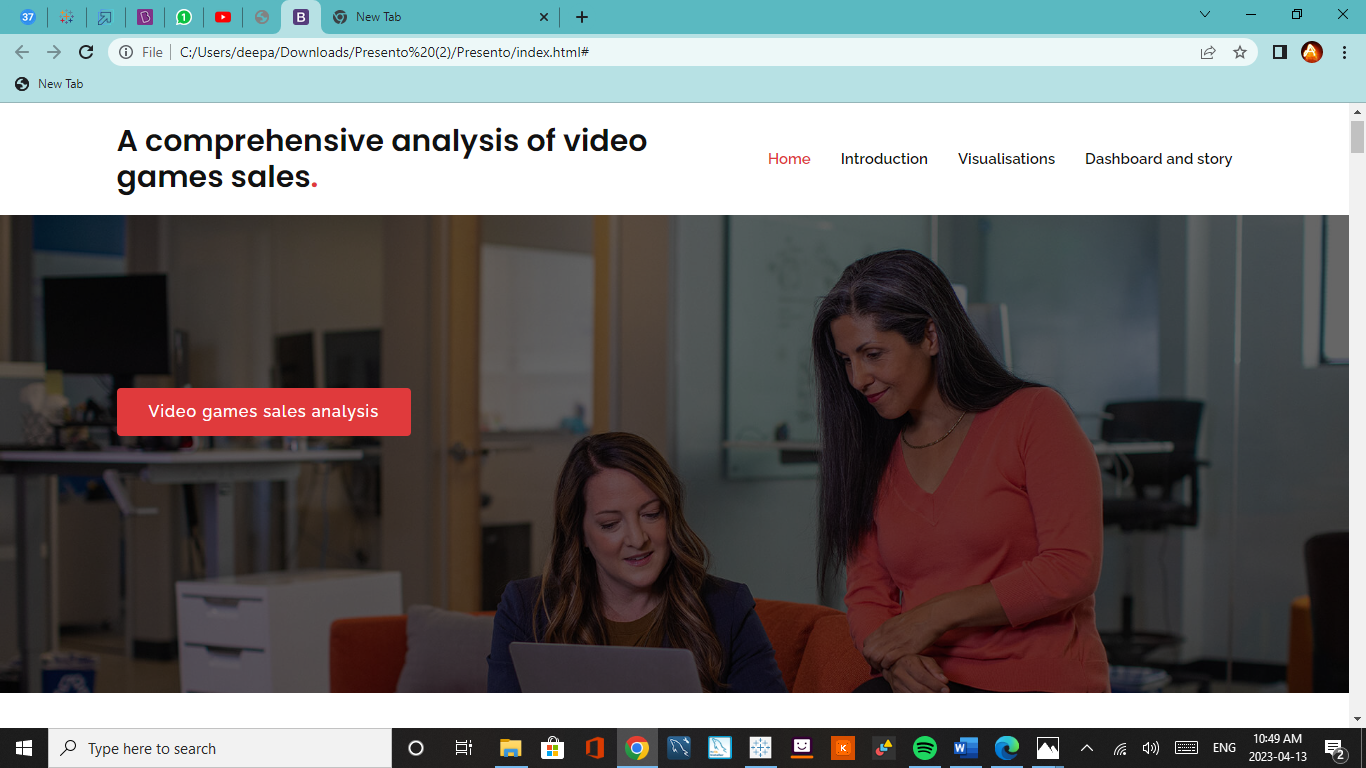 37
1
B
New Tab
File
C:/Users/deepa/Downloads/Presento%20(2)/Presento/index.html#
New Tab
A comprehensive analysis of video
games sales.
Home Introduction Visualisations Dashboard and story
Video games sales analysis
Type here to search
K
W
ENG
10:49 AM
2023-04-13
2